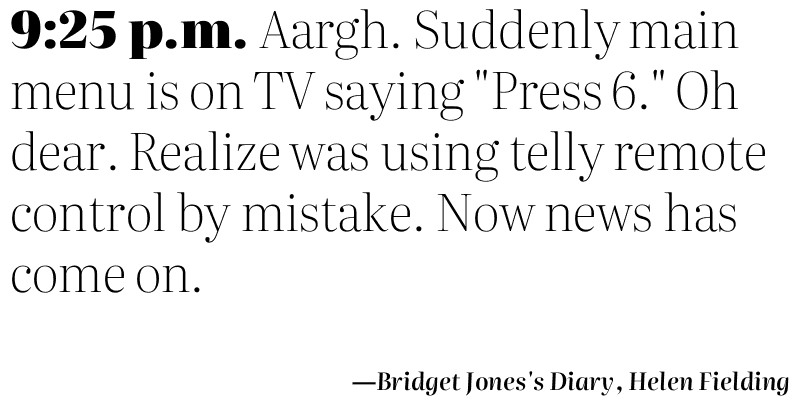 9:25 p.m. Aargh. Suddenly main
menu is on TV saying "Press 6." Oh
dear. Realize was using telly remote
control by mistake. Now news has
come on.
—Bridget Jones's Diary, Helen Fielding